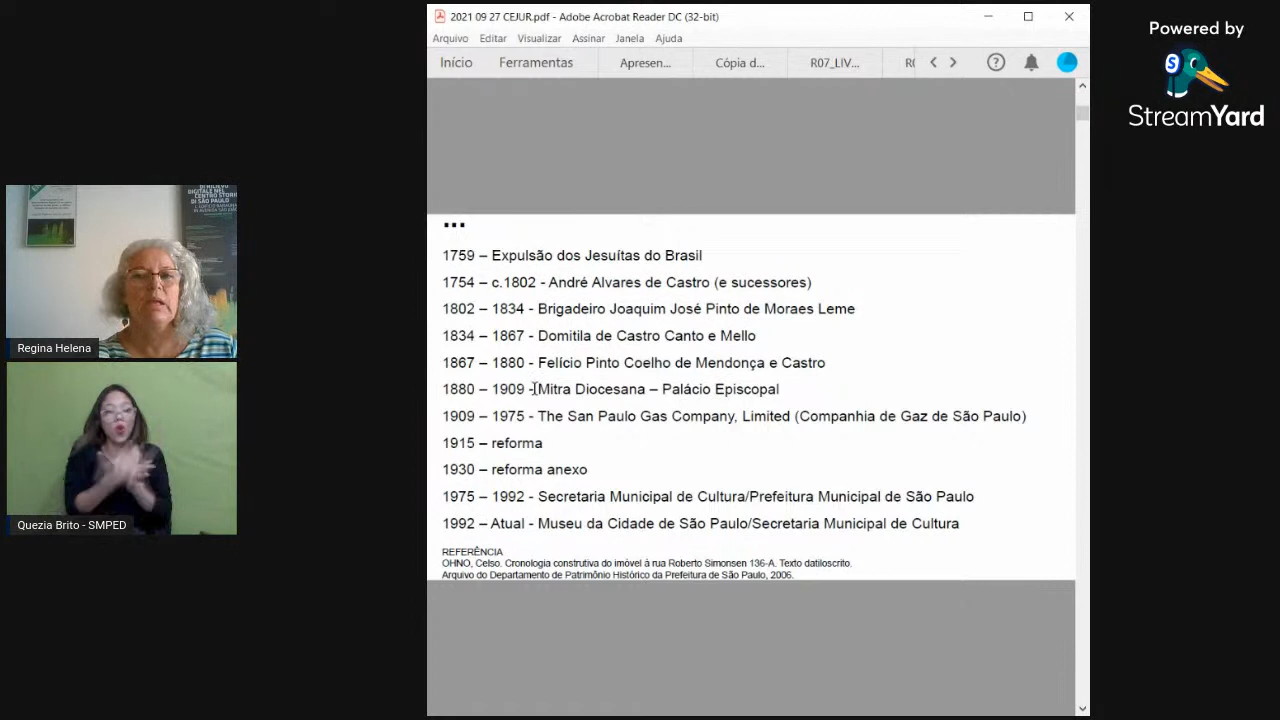 2021 09 27 CEJUR.pdf - Adobe Acrobat Reader DC (32-bit)
Arquivo Editar Visualizar Assinar Janela Ajuda
Início Ferramentas Apresen... Cópia d... R07_LIV...
...
1759 – Expulsão dos Jesuítas do Brasil
1754 – c.1802 - André Alvares de Castro (e sucessores)
1802 – 1834 - Brigadeiro Joaquim José Pinto de Moraes Leme
1834 – 1867 - Domitila de Castro Canto e Mello
1867 – 1880 - Felício Pinto Coelho de Mendonça e Castro
1880 – 1909 - Mitra Diocesana – Palácio Episcopal
1909 – 1975 - The San Paulo Gas Company, Limited (Companhia de Gaz de São Paulo)
1915 – reforma
1930 – reforma anexo
1975 – 1992 - Secretaria Municipal de Cultura/Prefeitura Municipal de São Paulo
1992 – Atual - Museu da Cidade de São Paulo/Secretaria Municipal de Cultura
REFERÊNCIA
OHNO, Celso. Cronologia construtiva do imóvel à rua Roberto Simonsen 136-A. Texto datiloscrito.
Arquivo do Departamento de Patrimônio Histórico da Prefeitura de São Paulo, 2006.
DIGITALE NEL
CENTRO STORI
DI SÃO PAULO
Regina Helena
Quezia Brito - SMPED
Powered by
S
StreamYard